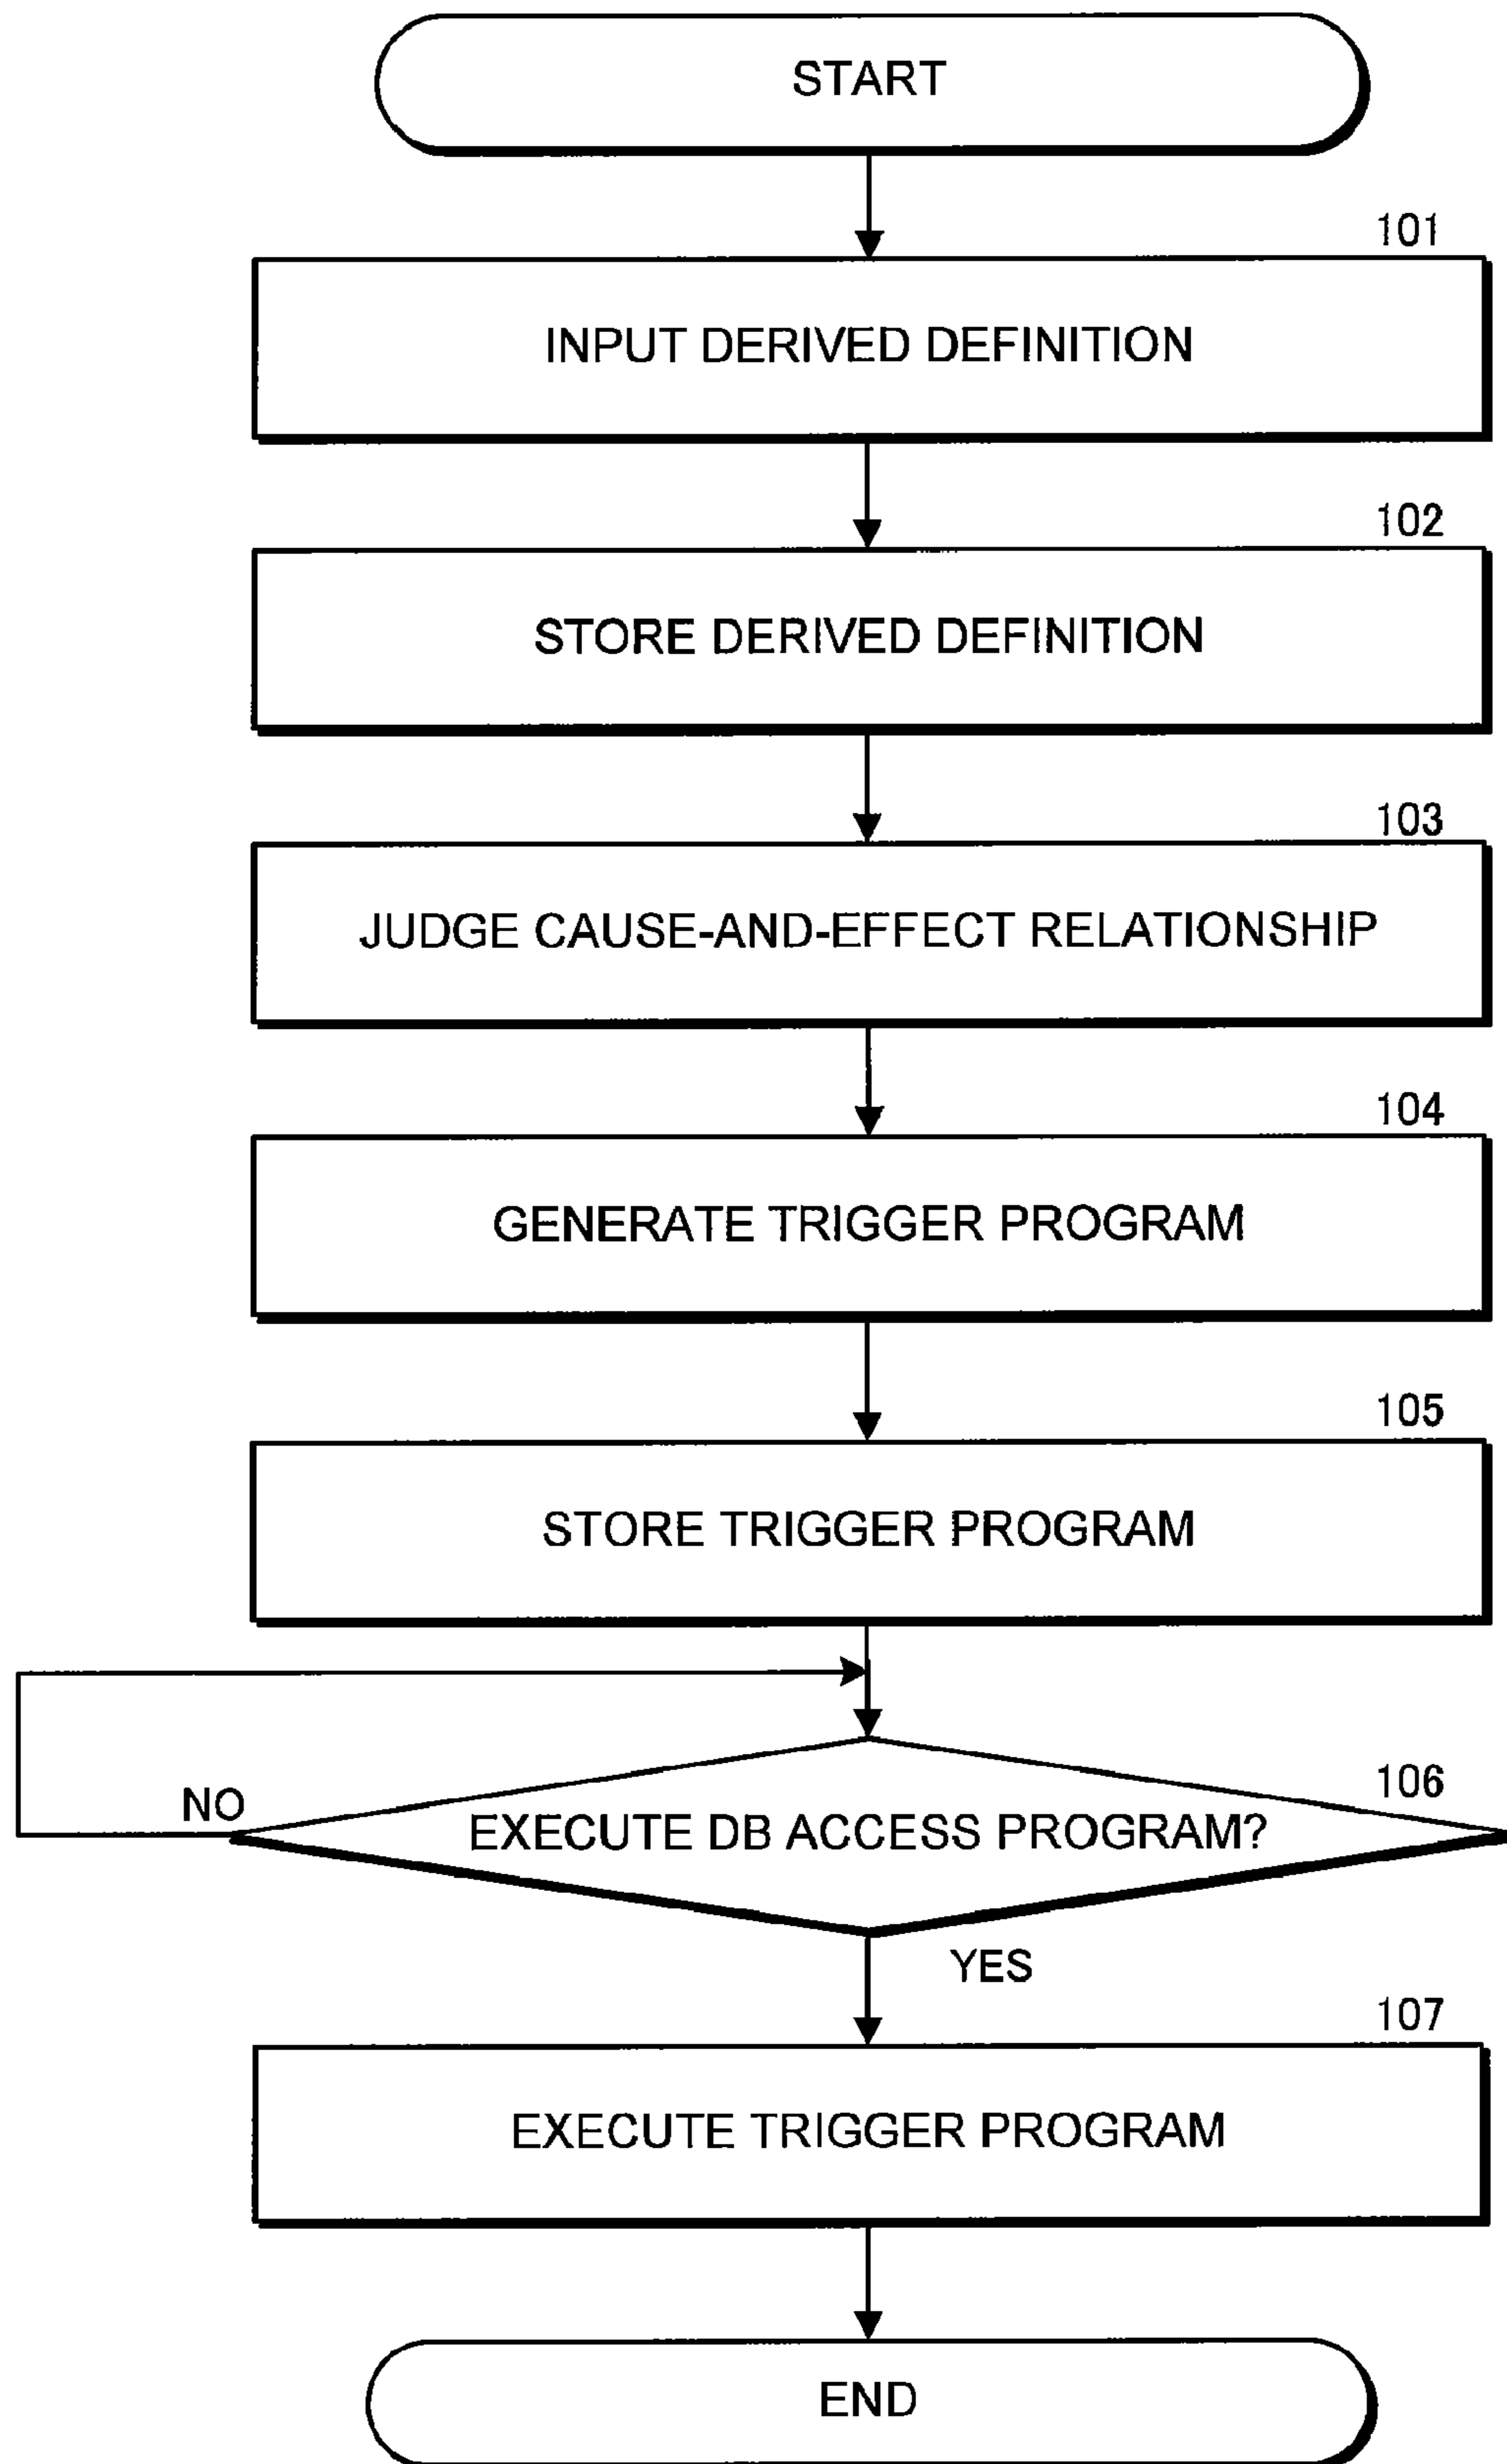 START
101
INPUT DERIVED DEFINITION
102
STORE DERIVED DEFINITION
103
JUDGE CAUSE-AND-EFFECT RELATIONSHIP
104
GENERATE TRIGGER PROGRAM
105
STORE TRIGGER PROGRAM
106
NO
EXECUTE DB ACCESS PROGRAM?
YES
107
EXECUTE TRIGGER PROGRAM
END